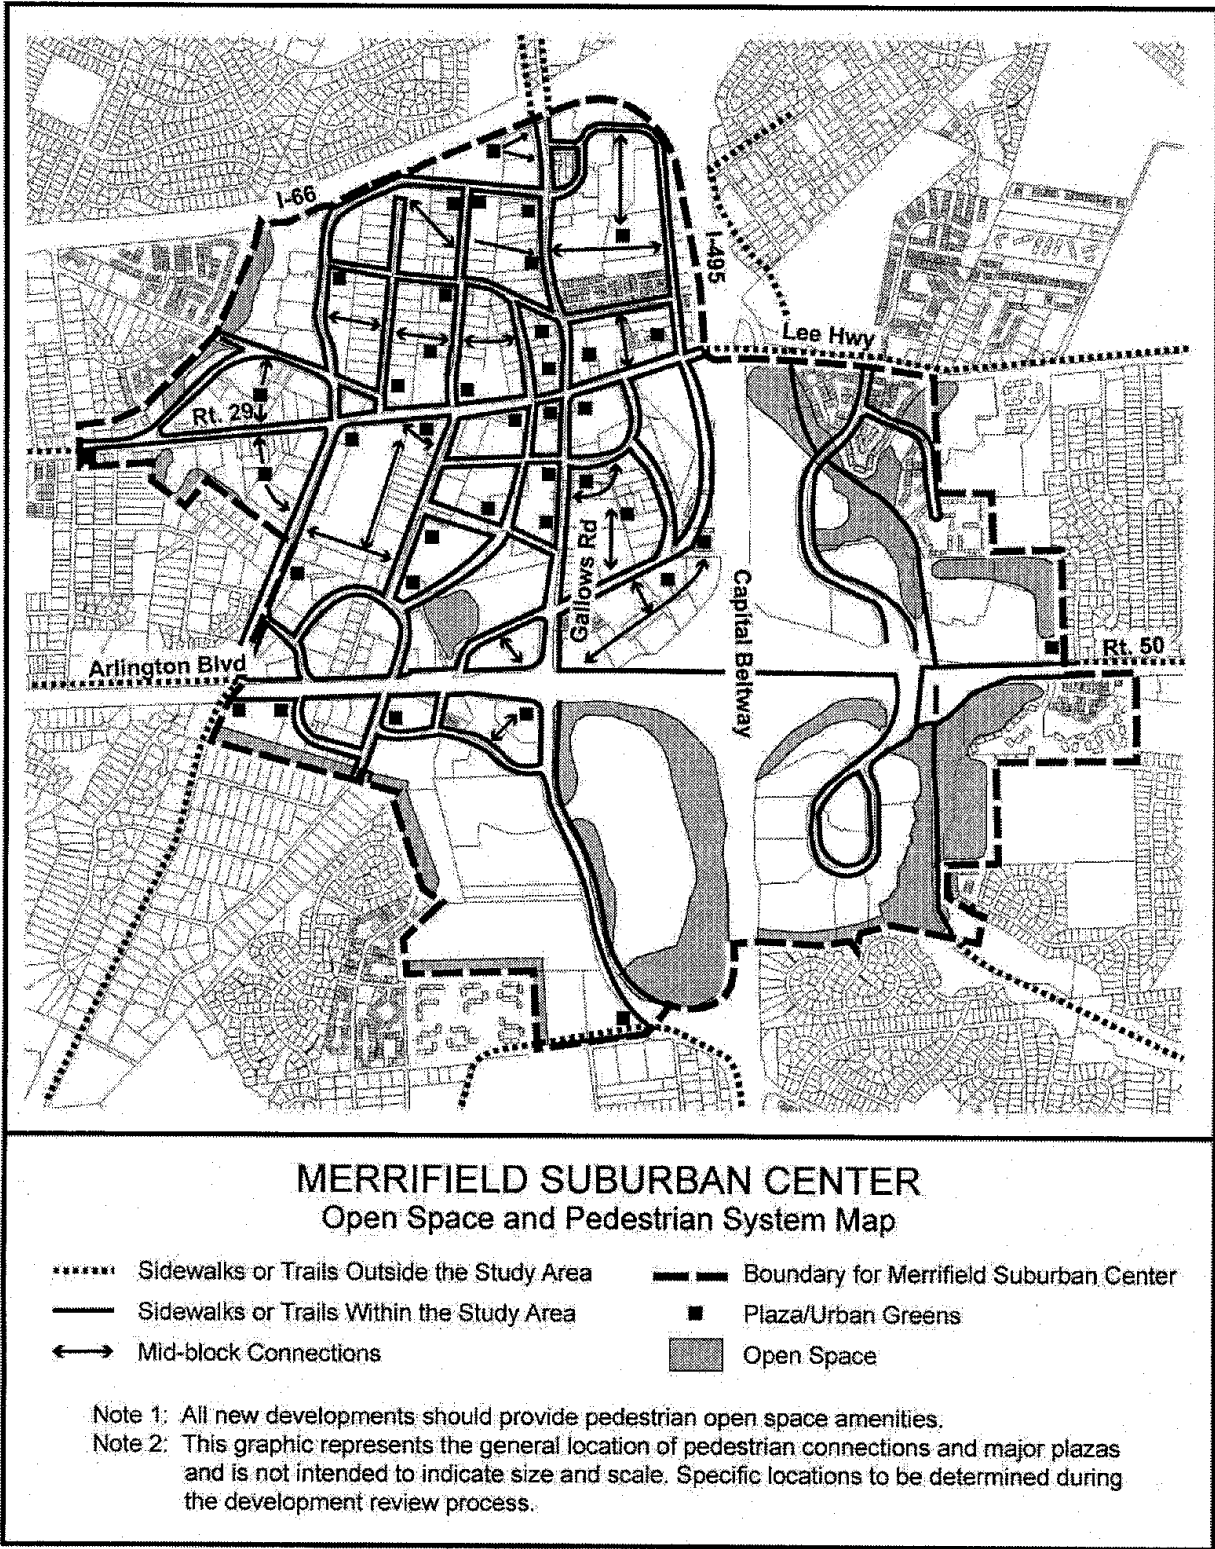 I-66
I-495
Lee Hwy
Rt. 29
Gallows Rd
Capital Beltway
Arlington Blvd
Rt. 50
MERRIFIELD SUBURBAN CENTER
Open Space and Pedestrian System Map
Sidewalks or Trails Outside the Study Area
Boundary for Merrifield Suburban Center
Sidewalks or Trails Within the Study Area
Plaza/Urban Greens
Mid-block Connections
Open Space
Note 1: All new developments should provide pedestrian open space amenities.
Note 2: This graphic represents the general location of pedestrian connections and major plazas
and is not intended to indicate size and scale. Specific locations to be determined during
the development review process.